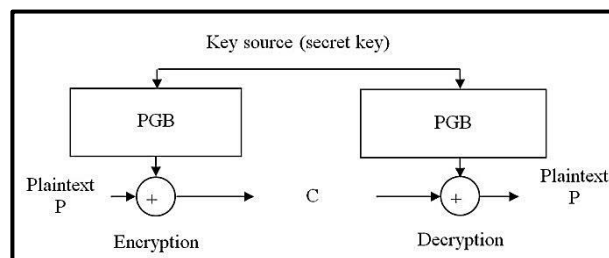 Key source (secret key)
PGB
PGB
Plaintext
P
+
C
+
Plaintext
P
Encryption
Decryption